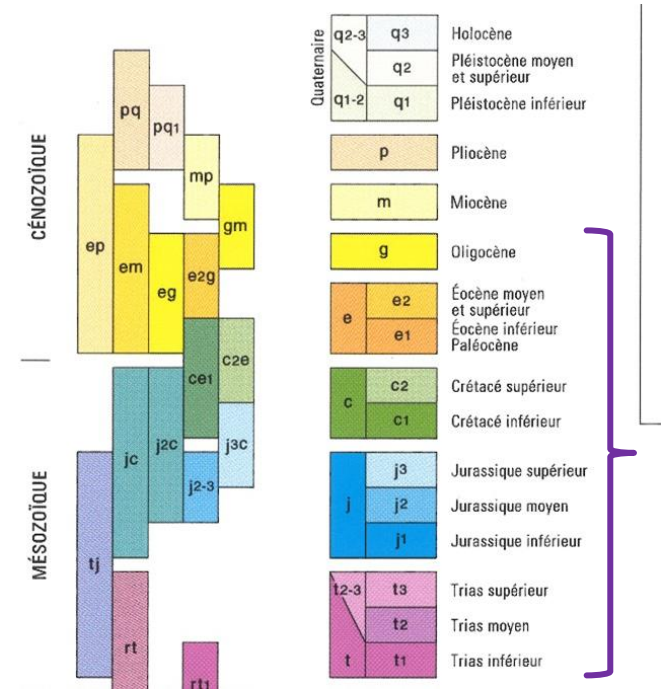 Quaternaire
q2-3
q3
Holocène
q2
Pléistocène moyen
et supérieur
q1-2
q1
Pléistocène inférieur
CÉNOZOÏQUE
pq
pq1
p
Pliocène
mp
m
Miocène
gm
ep
em
eg
e2g
g
Oligocène
e
e2
Éocène moyen
et supérieur
e1
Éocène inférieur
Paléocène
ce1
c2e
c
c2
Crétacé supérieur
c1
Crétacé inférieur
MÉSOZOÏQUE
jc
j2c
j3c
j2-3
j
j3
Jurassique supérieur
j2
Jurassique moyen
j1
Jurassique inférieur
tj
rt
rt1
t2-3
t3
Trias supérieur
t2
Trias moyen
t
t1
Trias inférieur